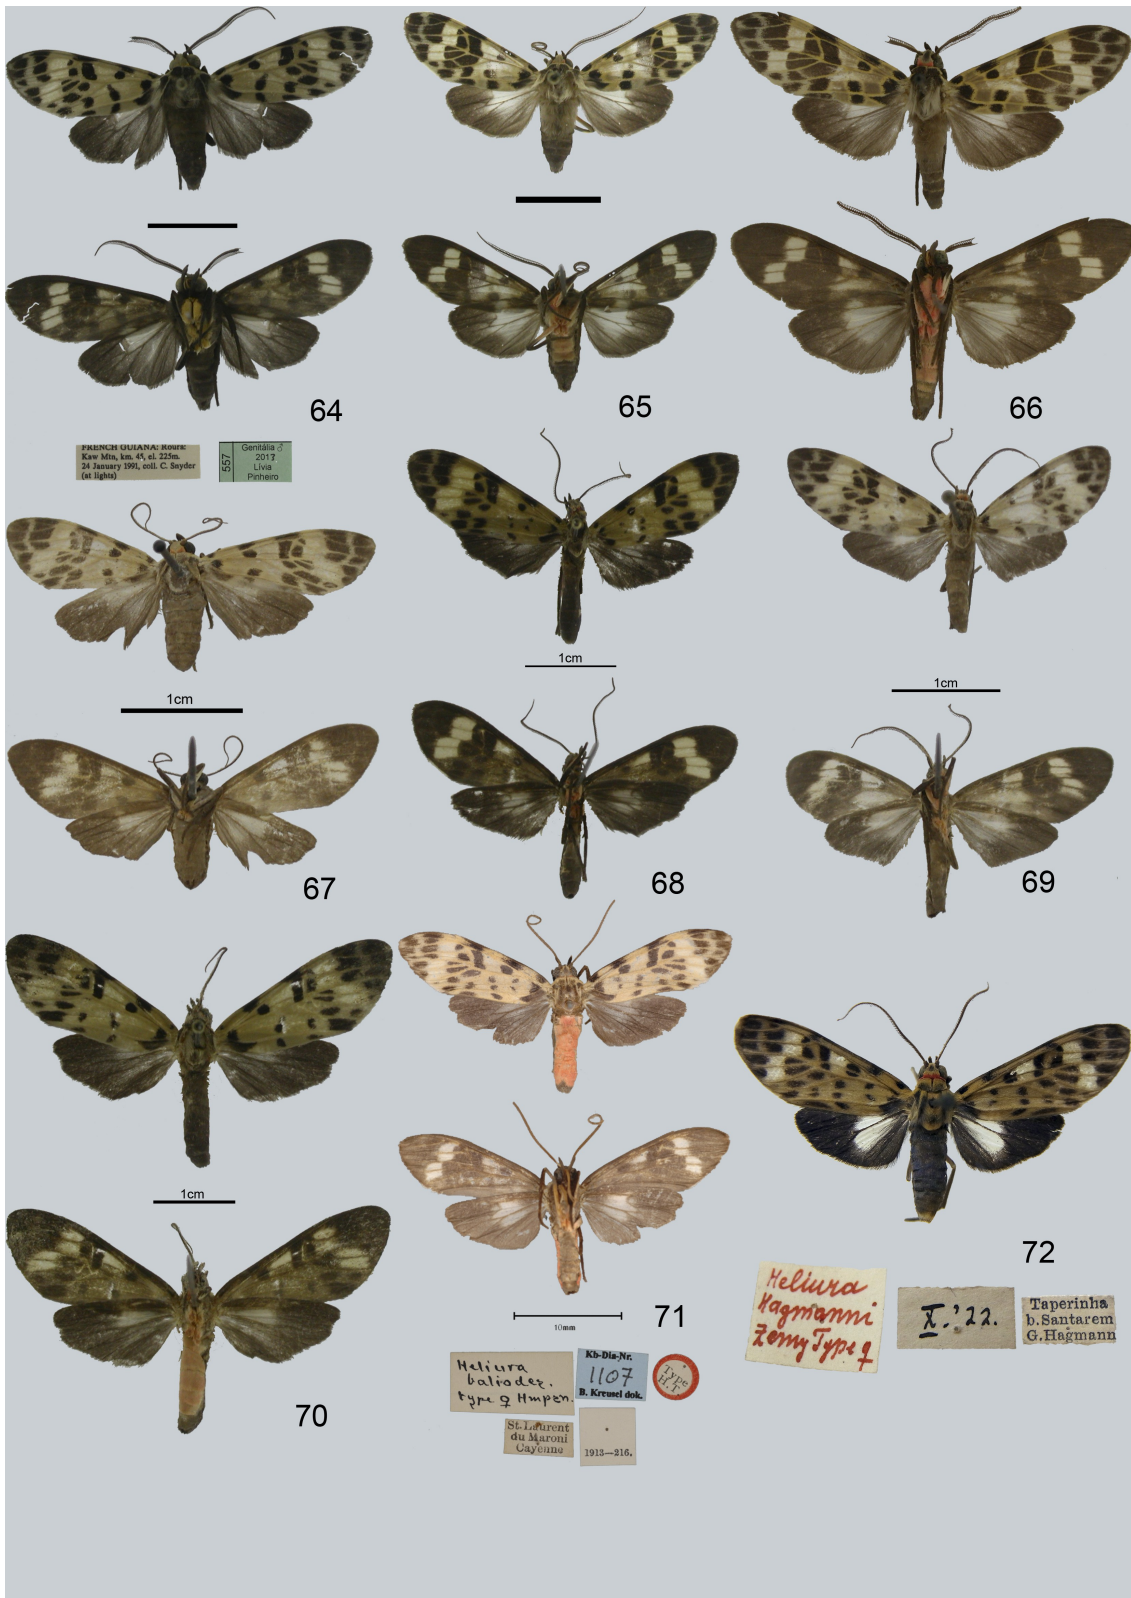 64
65
66
FRENCH GUIANA: Roura:
Kaw Mtn, km. 45, el. 225m.
24 January 1991, coll. C. Snyder
(at lights)
557
Genitália ♂
2017
Lívia
Pinheiro
1cm
1cm
1cm
67
68
69
1cm
70
71
10mm
72
Heliura
baliodez.
type ♀ Hmpsn.
Kb-Dia-Nr.
1107
B. Kreusel dok.
Type
H.T.
St. Laurent
du Maroni
Cayenne
1913—216.
Heliura
Hagmanni
Zerny Type ♀
X.'22.
Taperinha
b. Santarem
G. Hagmann